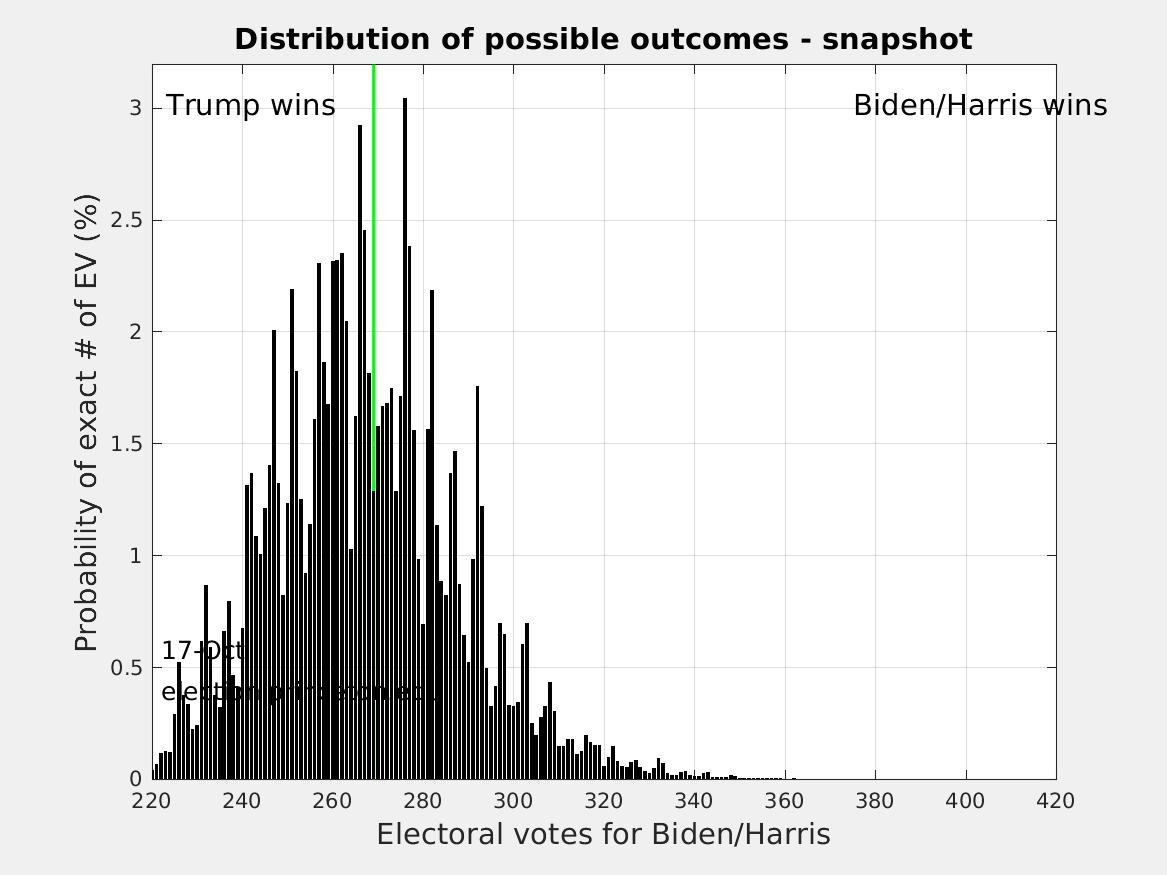 Distribution of possible outcomes - snapshot
Trump wins
Biden/Harris wins
Probability of exact # of EV (%)
3
2.5
2
1.5
1
0.5
0
17-Oct
220 240 260 280 300 320 340 360 380 400 420
Electoral votes for Biden/Harris